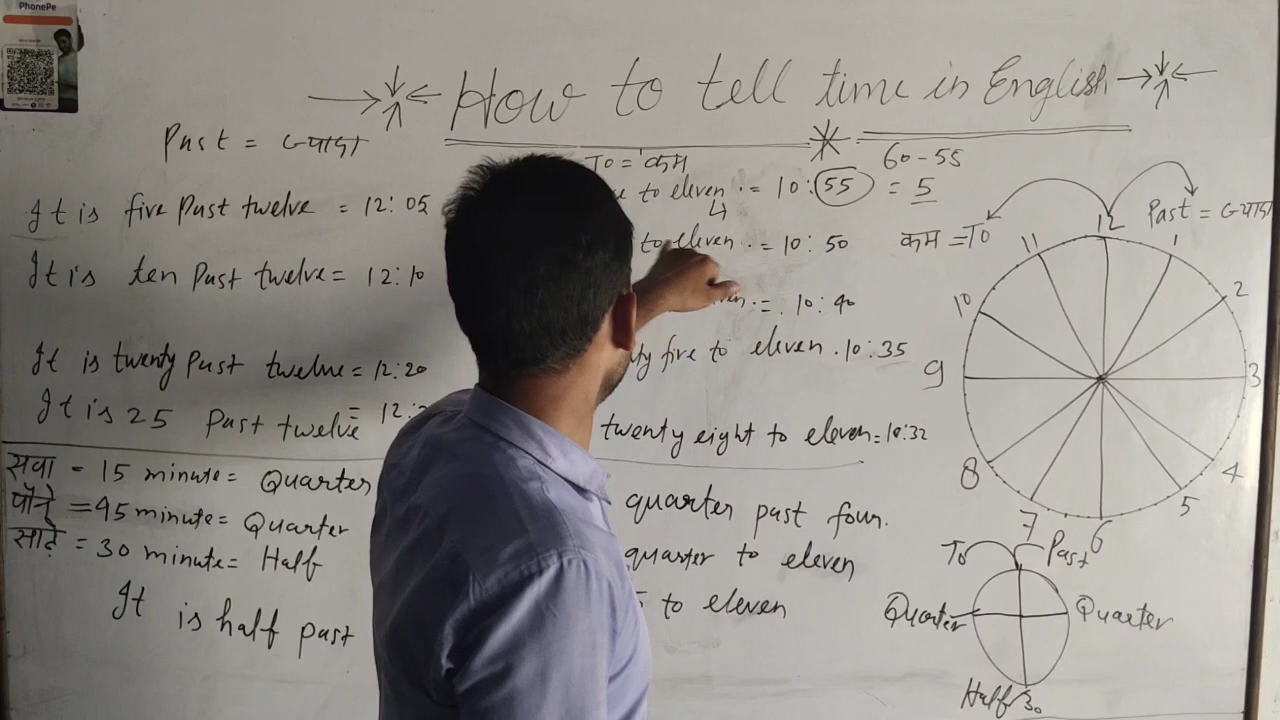 PhonePe
How to tell time in English
Past = ज्यादा
It is five Past twelve = 12:05
It is ten Past twelve = 12:10
It is twenty Past twelve = 12:20
It is 25 Past twelve = 12:
सवा - 15 minute = Quarter
पौने = 45 minute = Quarter
साढ़े = 30 minute = Half
It is half past
To = कम
60-55
to eleven = 10:55 = 5
to eleven = 10:50
= 10:40
five to eleven 10:35
twenty eight to eleven = 10:32
quarter past four.
quarter to eleven
to eleven
कम = To
Past = ज्यादा
12
1
2
3
4
5
6
7
8
9
10
11
To Past
Quarter Quarter
Half 30